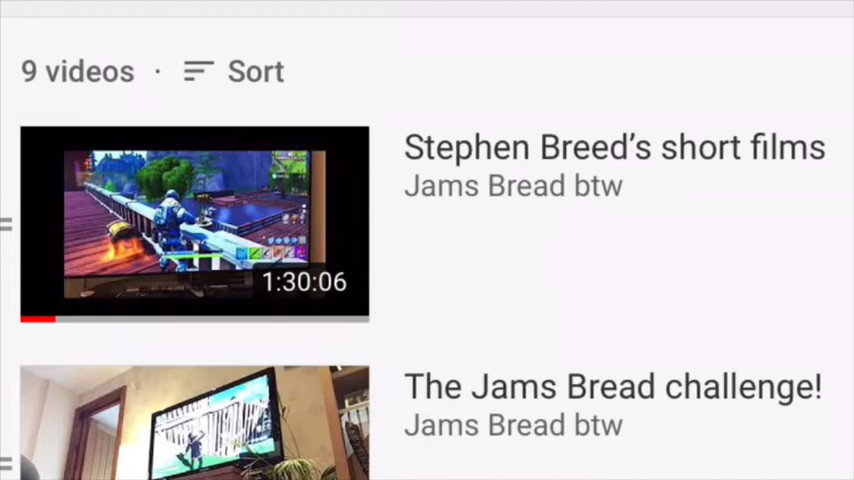 9 videos · Sort
Stephen Breed’s short films
Jams Bread btw
1:30:06
The Jams Bread challenge!
Jams Bread btw